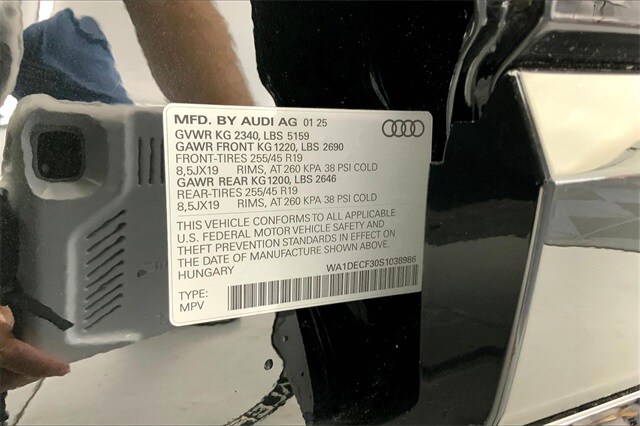 MFD. BY AUDI AG 01 25
GVWR KG 2340, LBS 5159
GAWR FRONT KG 1220, LBS 2690
FRONT-TIRES 255/45 R19
8,5JX19 RIMS, AT 260 KPA 38 PSI COLD
GAWR REAR KG 1200, LBS 2646
REAR-TIRES 255/45 R19
8,5JX19 RIMS, AT 260 KPA 38 PSI COLD
THIS VEHICLE CONFORMS TO ALL APPLICABLE
U.S. FEDERAL MOTOR VEHICLE SAFETY AND
THEFT PREVENTION STANDARDS IN EFFECT ON
THE DATE OF MANUFACTURE SHOWN ABOVE.
HUNGARY WA1DECF30S1038986
TYPE:
MPV